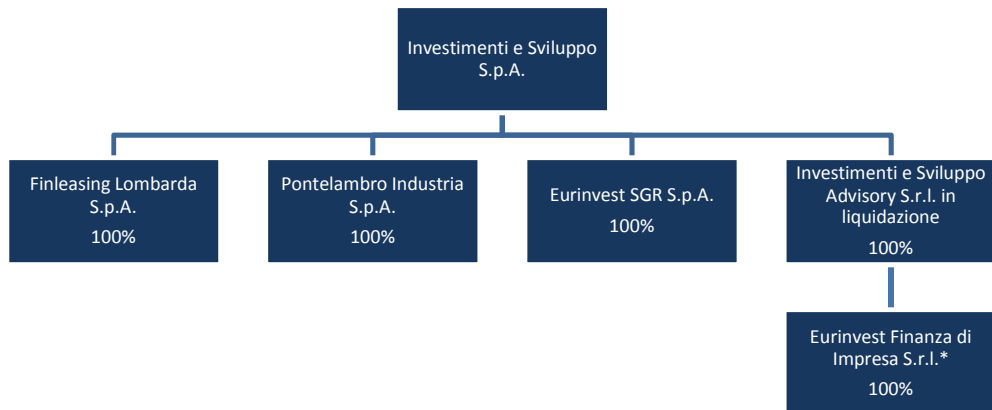 Investimenti e Sviluppo
S.p.A.
Finleasing Lombarda
S.p.A.
100%
Pontelambro Industria
S.p.A.
100%
Eurinvest SGR S.p.A.
100%
Investimenti e Sviluppo
Advisory S.r.l. in
liquidazione
100%
Eurinvest Finanza di
Impresa S.r.l.*
100%